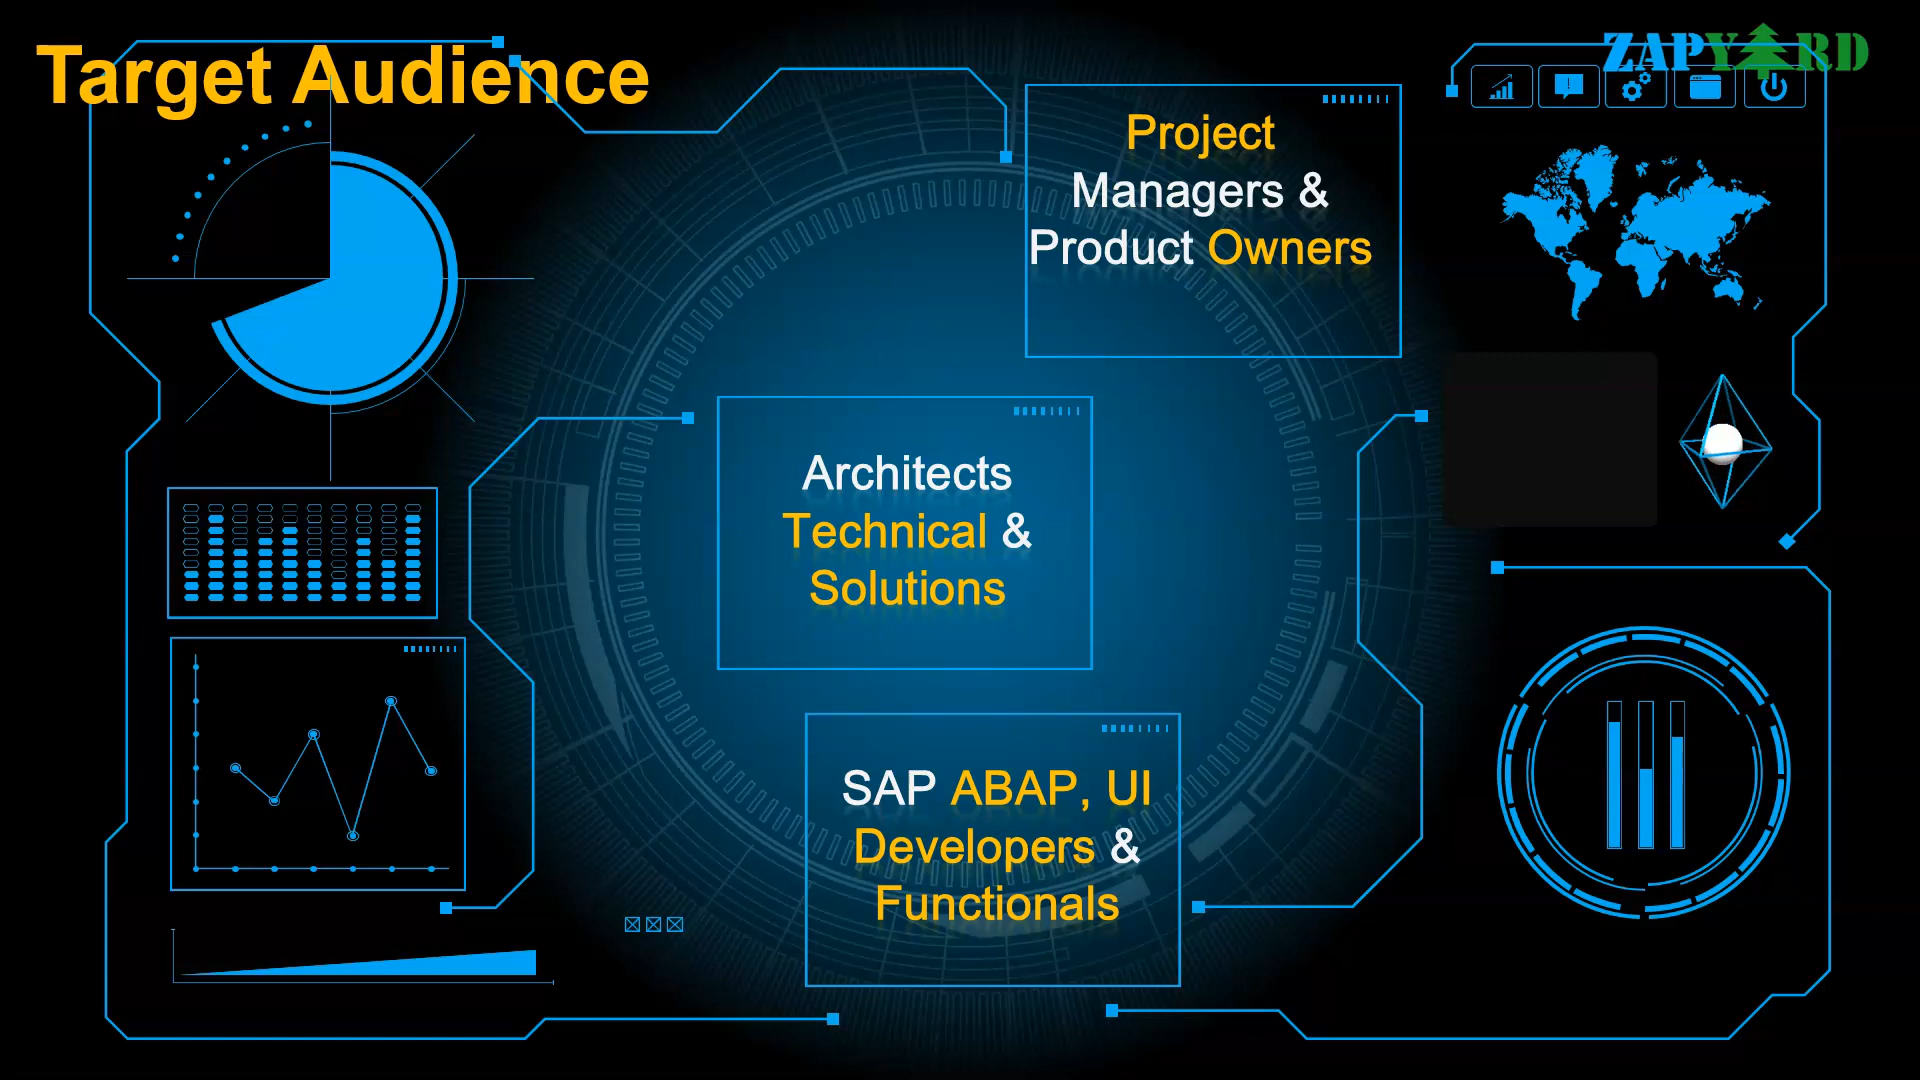 Target Audience
ZAPYARD
Project
Managers &
Product Owners
Architects
Technical &
Solutions
SAP ABAP, UI
Developers &
Functionals